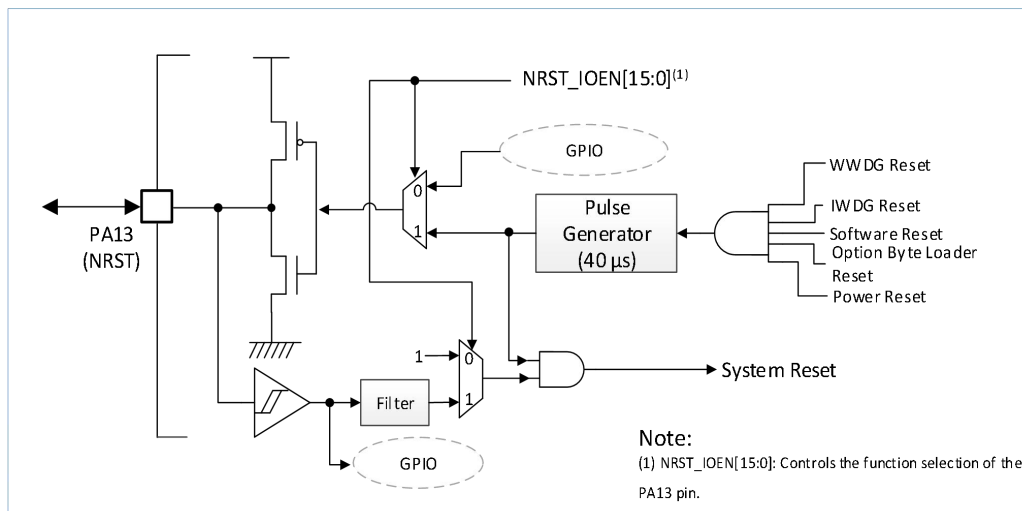 NRST_IOEN[15:0](1)
GPIO
0
1
PA13
(NRST)
Pulse
Generator
(40 μs)
WWDG Reset
IWDG Reset
Software Reset
Option Byte Loader
Reset
Power Reset
1
0
1
System Reset
Filter
GPIO
Note:
(1) NRST_IOEN[15:0]: Controls the function selection of the
PA13 pin.